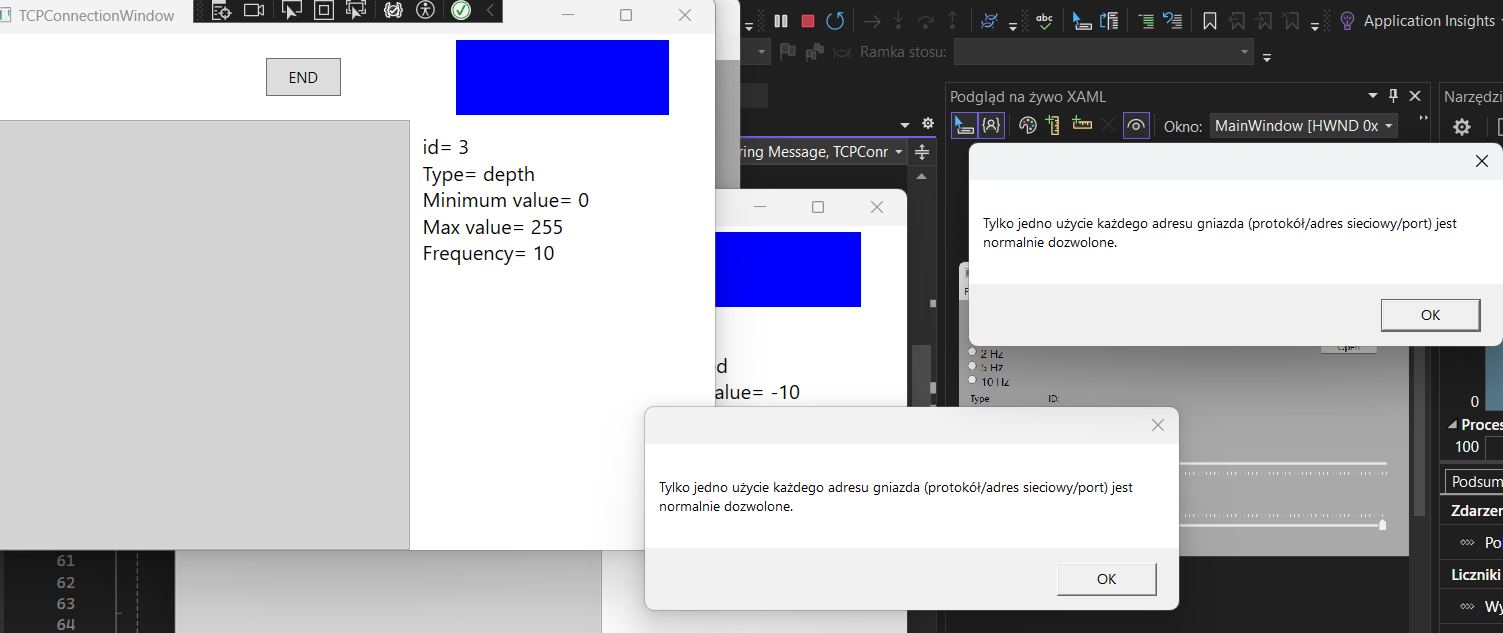 TCPConnectionWindow
END
id= 3
Type= depth
Minimum value= 0
Max value= 255
Frequency= 10
abc
Application Insights
Ramka stosu:
Podgląd na żywo XAML
Okno:
MainWindow [HWND 0x
Narzędzi
ring Message, TCPConr
Tylko jedno użycie każdego adresu gniazda (protokół/adres sieciowy/port) jest
normalnie dozwolone.
OK
2 Hz
5 Hz
10 Hz
Type:
ID:
Open
d
alue= -10
Tylko jedno użycie każdego adresu gniazda (protokół/adres sieciowy/port) jest
normalnie dozwolone.
OK
0
Proces
100
Podsum
Zdarzer
Po
Liczniki
Wy
61
62
63
64